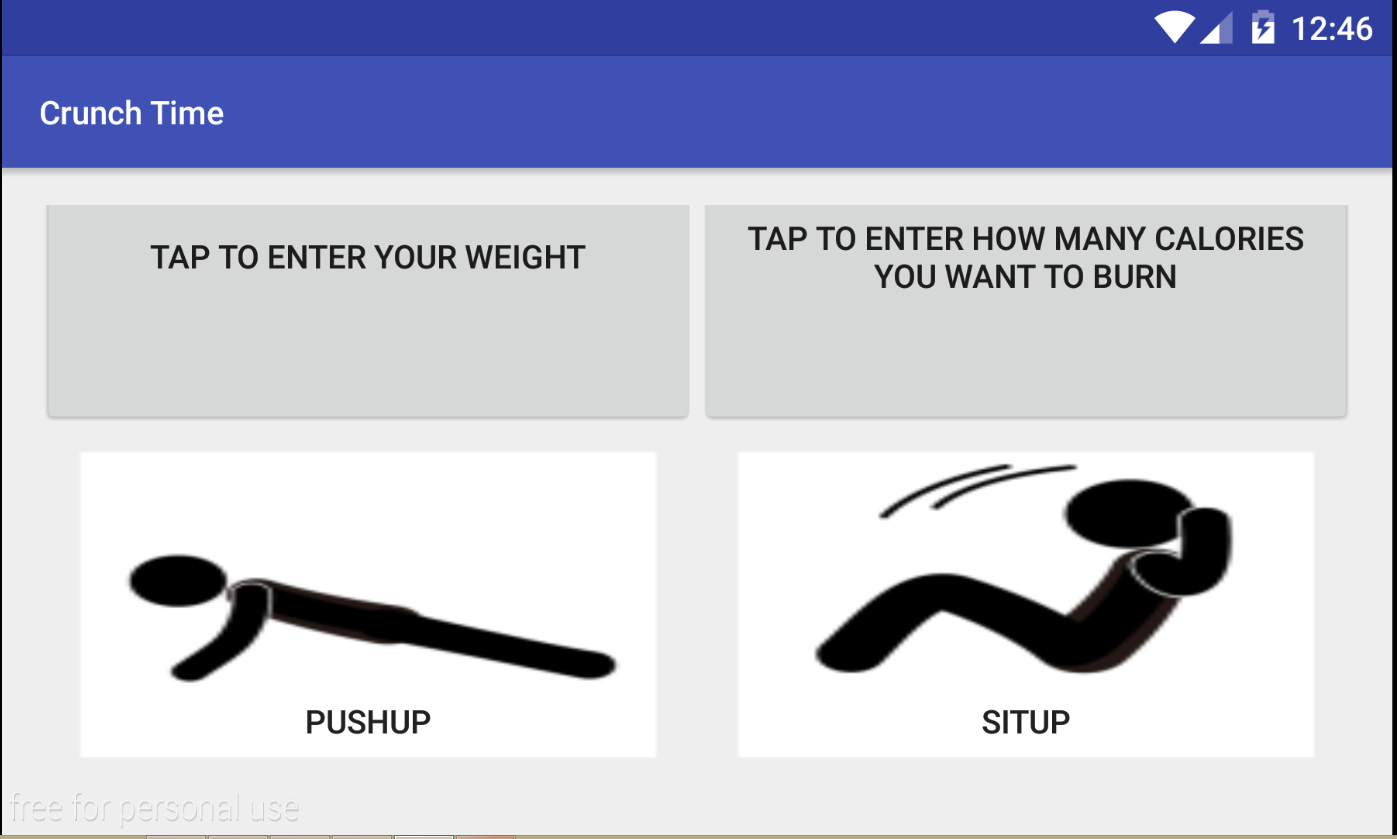 12:46
Crunch Time
TAP TO ENTER YOUR WEIGHT
TAP TO ENTER HOW MANY CALORIES
YOU WANT TO BURN
PUSHUP
SITUP
free for personal use